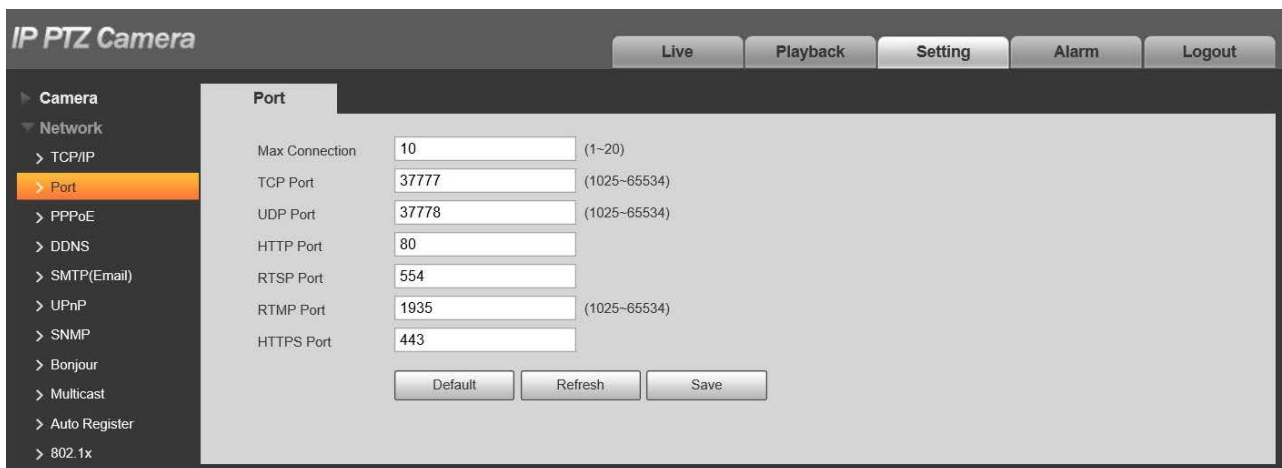 IP PTZ Camera
Live Playback Setting Alarm Logout
Camera
Network
TCP/IP
Port
PPPoE
DDNS
SMTP(Email)
UPnP
SNMP
Bonjour
Multicast
Auto Register
802.1x
Port
Max Connection 10 (1~20)
TCP Port 37777 (1025~65534)
UDP Port 37778 (1025~65534)
HTTP Port 80
RTSP Port 554
RTMP Port 1935 (1025~65534)
HTTPS Port 443
Default Refresh Save